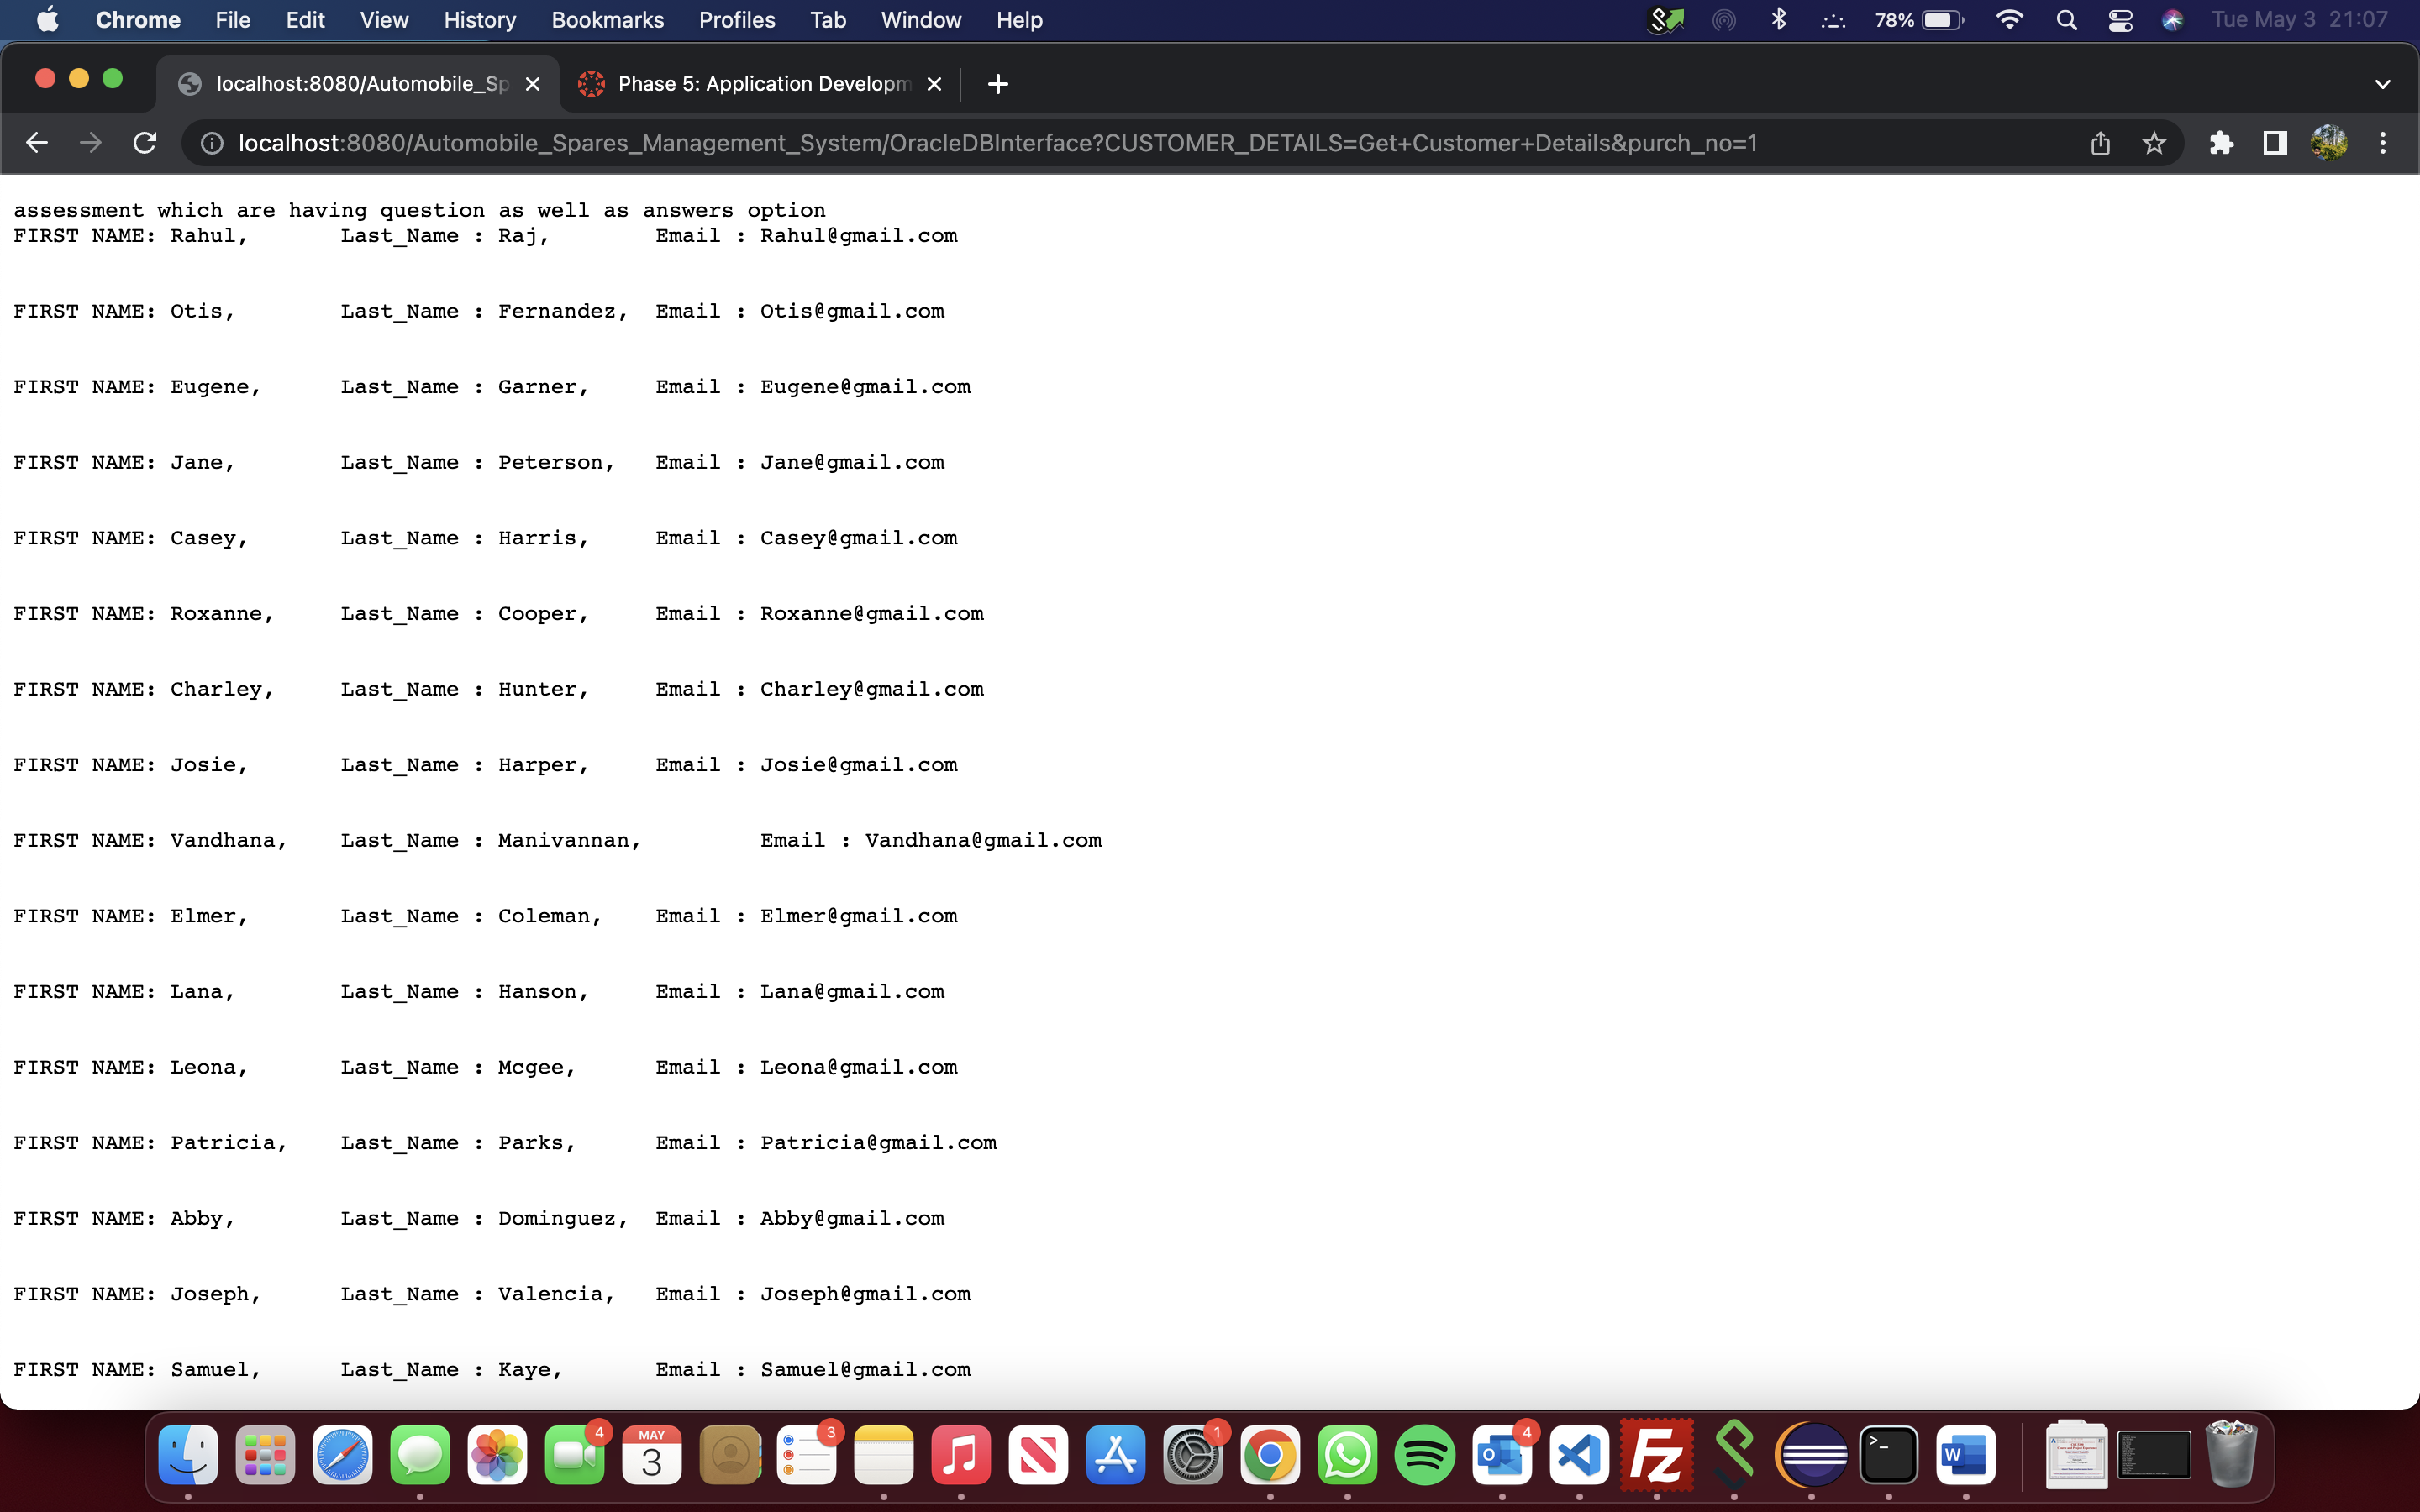 Chrome File Edit View History Bookmarks Profiles Tab Window Help 78% Tue May 3 21:07
localhost:8080/Automobile_Sp Phase 5: Application Developm
localhost:8080/Automobile_Spares_Management_System/OracleDBInterface?CUSTOMER_DETAILS=Get+Customer+Details&purch_no=1
assessment which are having question as well as answers option
FIRST NAME: Rahul, Last_Name : Raj, Email : Rahul@gmail.com
FIRST NAME: Otis, Last_Name : Fernandez, Email : Otis@gmail.com
FIRST NAME: Eugene, Last_Name : Garner, Email : Eugene@gmail.com
FIRST NAME: Jane, Last_Name : Peterson, Email : Jane@gmail.com
FIRST NAME: Casey, Last_Name : Harris, Email : Casey@gmail.com
FIRST NAME: Roxanne, Last_Name : Cooper, Email : Roxanne@gmail.com
FIRST NAME: Charley, Last_Name : Hunter, Email : Charley@gmail.com
FIRST NAME: Josie, Last_Name : Harper, Email : Josie@gmail.com
FIRST NAME: Vandhana, Last_Name : Manivannan, Email : Vandhana@gmail.com
FIRST NAME: Elmer, Last_Name : Coleman, Email : Elmer@gmail.com
FIRST NAME: Lana, Last_Name : Hanson, Email : Lana@gmail.com
FIRST NAME: Leona, Last_Name : Mcgee, Email : Leona@gmail.com
FIRST NAME: Patricia, Last_Name : Parks, Email : Patricia@gmail.com
FIRST NAME: Abby, Last_Name : Dominguez, Email : Abby@gmail.com
FIRST NAME: Joseph, Last_Name : Valencia, Email : Joseph@gmail.com
FIRST NAME: Samuel, Last_Name : Kaye, Email : Samuel@gmail.com
4 MAY 3 3 1 4